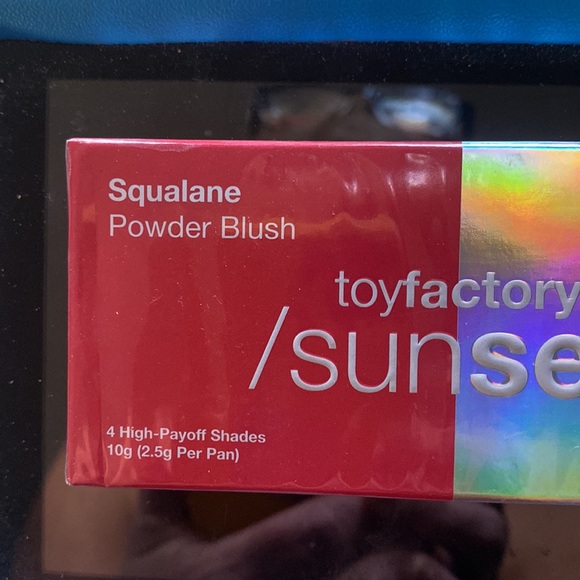 Squalane
Powder Blush
toyfactory
/sunse
4 High-Payoff Shades
10g (2.5g Per Pan)